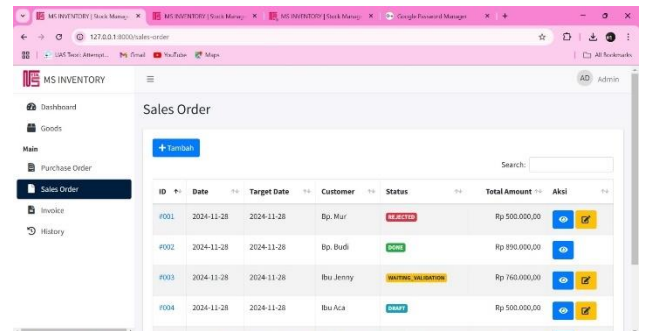 MS INVENTORY | Stock Manag
MS INVENTORY | Stock Manag
MS INVENTORY | Stock Manag
Google Password Manager
127.0.0.1:8000/sales-order
UAS Teori: Attempt...
Gmail
YouTube
Maps
All Bookmarks
MS INVENTORY
AD Admin
Dashboard
Goods
Main
Purchase Order
Sales Order
Invoice
History
Sales Order
+ Tambah
Search:
ID Date Target Date Customer Status Total Amount Aksi
#001 2024-11-28 2024-11-28 Bp. Mur REJECTED Rp 500.000,00
#002 2024-11-28 2024-11-28 Bp. Budi DONE Rp 890.000,00
#003 2024-11-28 2024-11-28 Ibu Jenny WAITING_VALIDATION Rp 760.000,00
#004 2024-11-28 2024-11-28 Ibu Aca DRAFT Rp 500.000,00